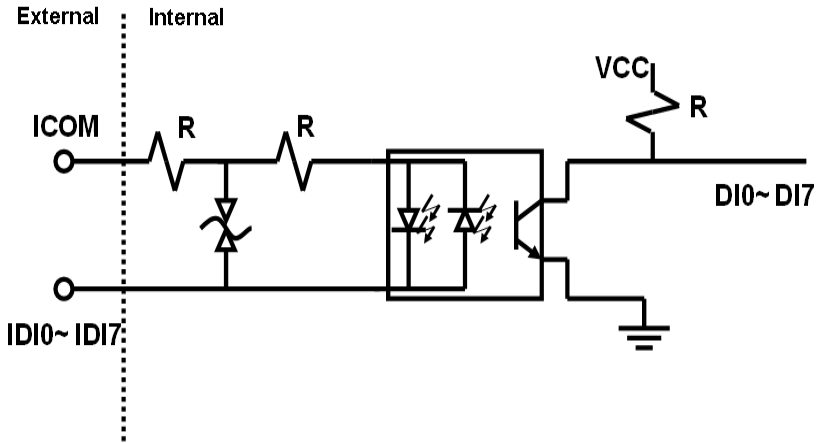 External
Internal
VCC
R
ICOM
R
R
DI0~ DI7
IDI0~ IDI7